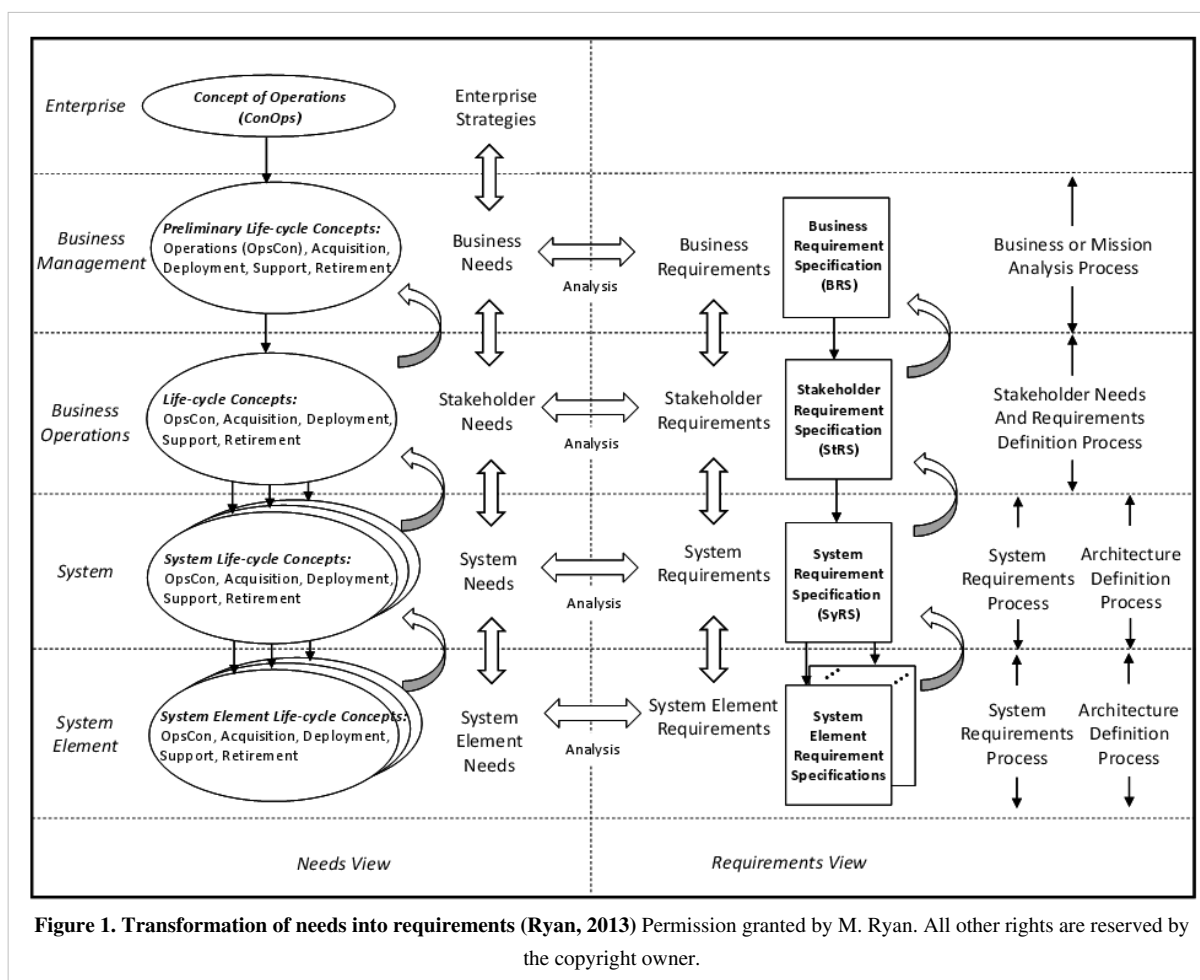 Enterprise
Concept of Operations
(ConOps)
Enterprise
Strategies
Business
Management
Preliminary Life-cycle Concepts:
Operations (OpsCon), Acquisition,
Deployment, Support, Retirement
Business
Needs
Analysis
Business
Requirements
Business
Requirement
Specification
(BRS)
Business or Mission
Analysis Process
Business
Operations
Life-cycle Concepts:
OpsCon, Acquisition, Deployment,
Support, Retirement
Stakeholder
Needs
Analysis
Stakeholder
Requirements
Stakeholder
Requirement
Specification
(StRS)
Stakeholder Needs
And Requirements
Definition Process
System
System Life-cycle Concepts:
OpsCon, Acquisition, Deployment,
Support, Retirement
System
Needs
Analysis
System
Requirements
System
Requirement
Specification
(SyRS)
System
Requirements
Process
Architecture
Definition
Process
System
Element
System Element Life-cycle Concepts:
OpsCon, Acquisition, Deployment,
Support, Retirement
System
Element
Needs
Analysis
System Element
Requirements
System
Element
Requirement
Specifications
System
Requirements
Process
Architecture
Definition
Process
Needs View
Requirements View
Figure 1. Transformation of needs into requirements (Ryan, 2013) Permission granted by M. Ryan. All other rights are reserved by
the copyright owner.